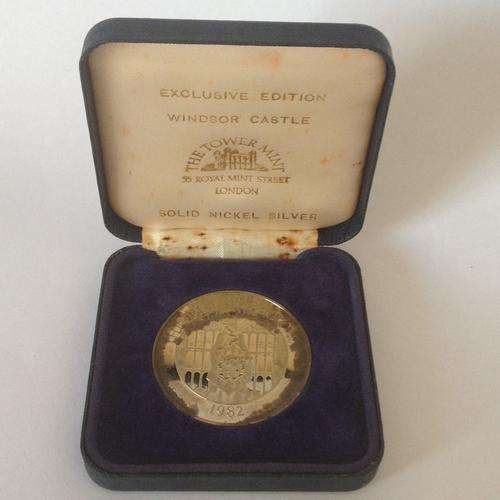 EXCLUSIVE EDITION
WINDSOR CASTLE
THE TOWER MINT
55 ROYAL MINT STREET
LONDON
SOLID NICKEL SILVER
1982